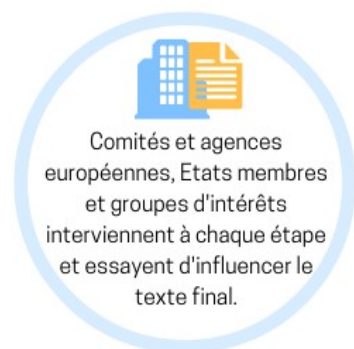 Comités et agences
européennes, Etats membres
et groupes d'intérêts
interviennent à chaque étape
et essayent d'influencer le
texte final.